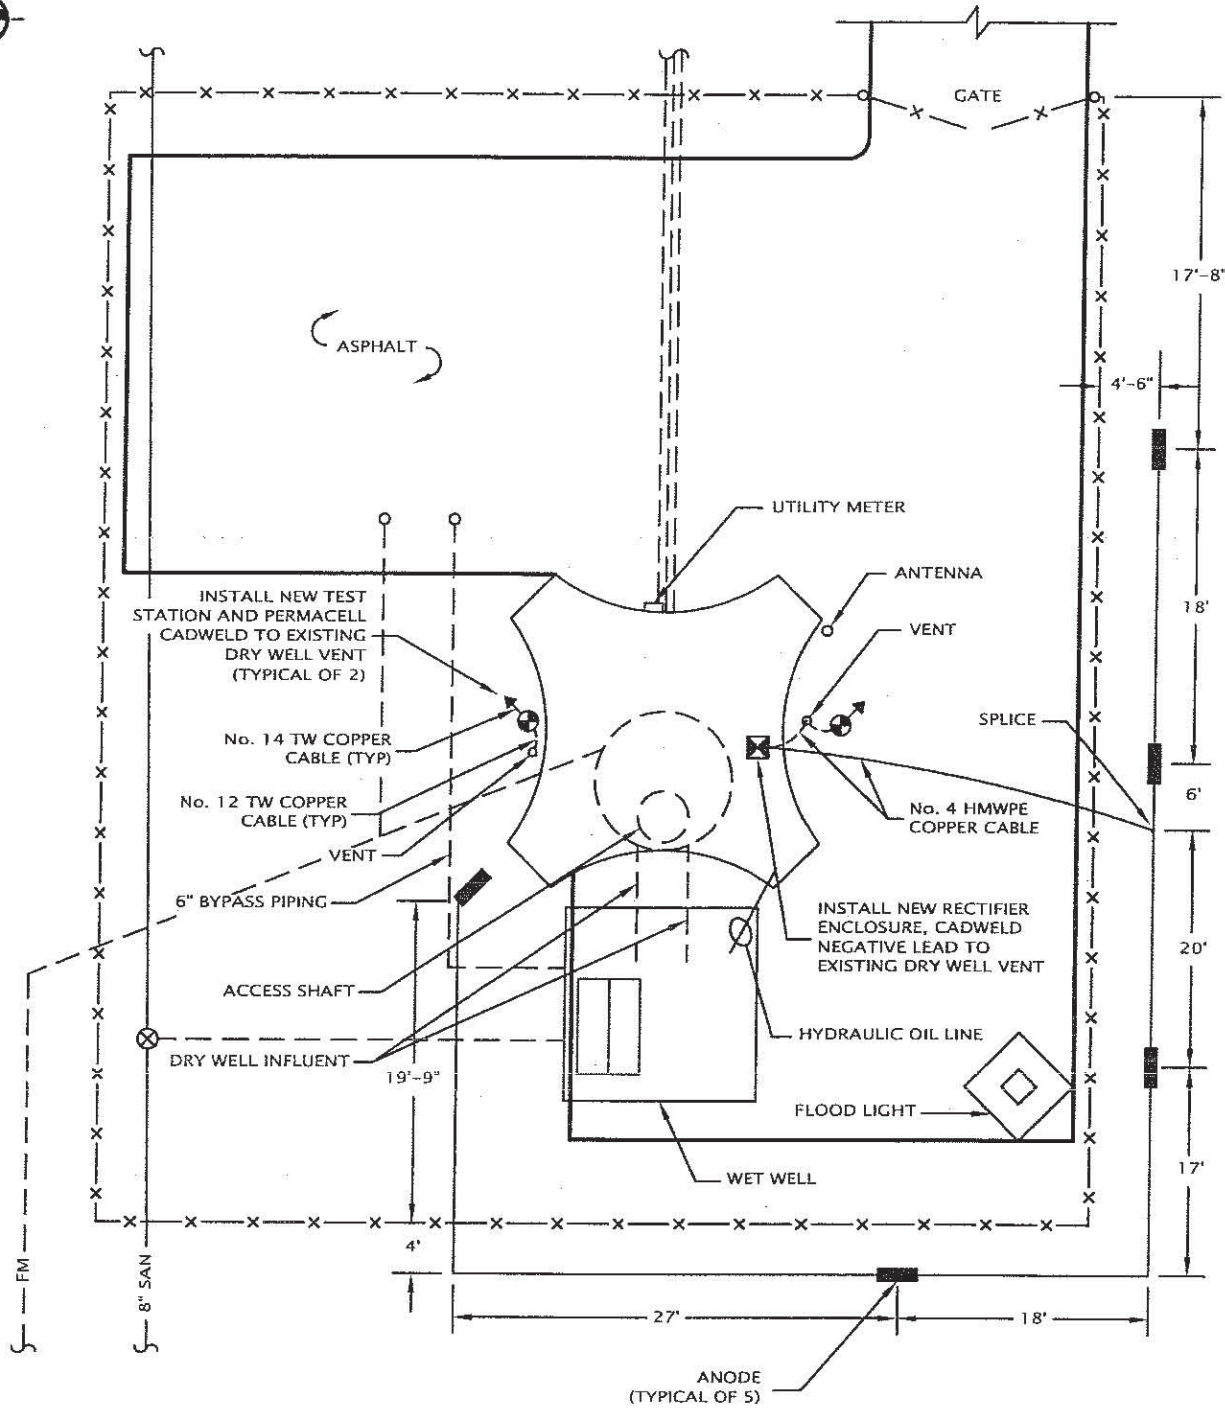 GATE
17'-8"
ASPHALT
4'-6"
UTILITY METER
ANTENNA
INSTALL NEW TEST
STATION AND PERMACELL
CADWELD TO EXISTING
DRY WELL VENT
(TYPICAL OF 2)
VENT
18'
SPLICE
No. 14 TW COPPER
CABLE (TYP)
No. 12 TW COPPER
CABLE (TYP)
6'
No. 4 HMWPE
COPPER CABLE
VENT
6" BYPASS PIPING
INSTALL NEW RECTIFIER
ENCLOSURE, CADWELD
NEGATIVE LEAD TO
EXISTING DRY WELL VENT
20'
ACCESS SHAFT
HYDRAULIC OIL LINE
DRY WELL INFLUENT
19'-9"
FLOOD LIGHT
17'
WET WELL
4'
FM
8" SAN
27'
18'
ANODE
(TYPICAL OF 5)